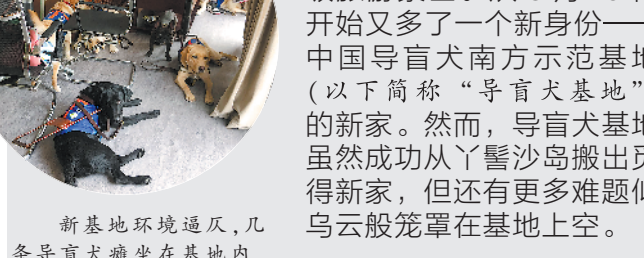 开始又多了一个新身份——
中国导盲犬南方示范基地
(以下简称“导盲犬基地”
的新家。然而，导盲犬基地
虽然成功从丫髻沙岛搬出
得新家，但还有更多难题似
乌云般笼罩在基地上空。
新基地环境逼仄,几
条导盲犬瘫坐在基地内